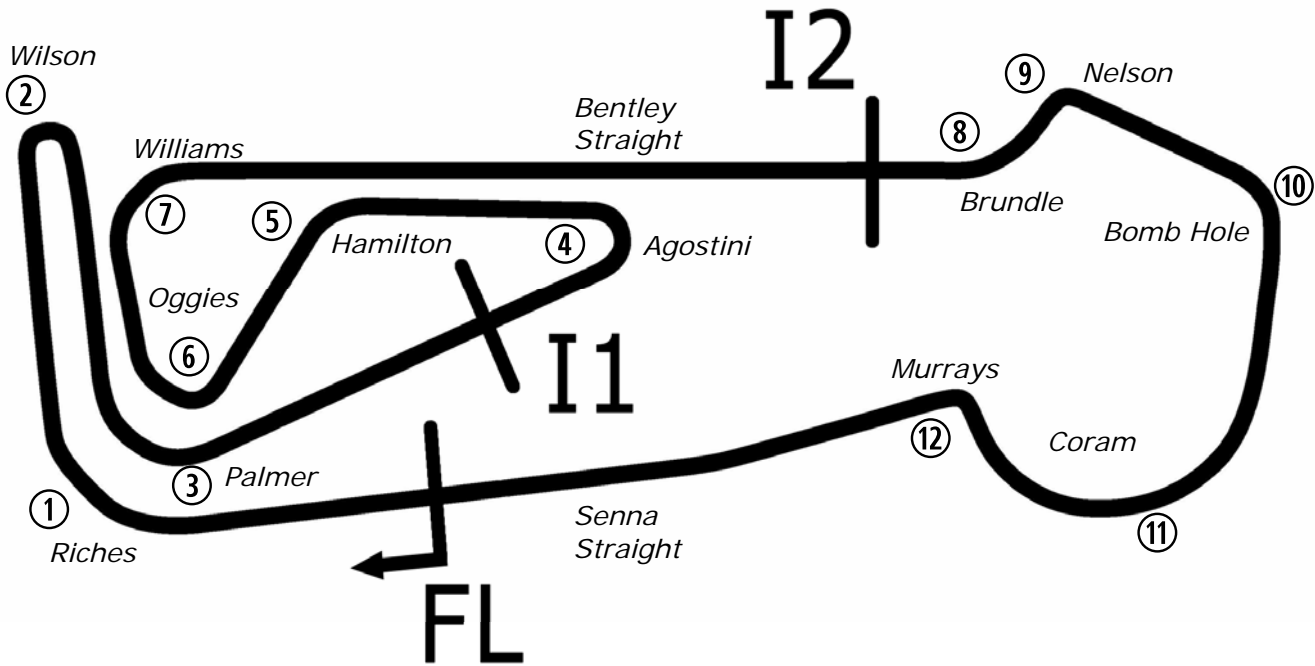 I2
Wilson
②
⑨
Nelson
Bentley
Straight
⑧
Williams
⑩
⑦
⑤
Brundle
Hamilton
④
Agostini
Bomb Hole
Oggies
⑥
I1
Murrays
⑫
Coram
③
Palmer
①
Riches
Senna
Straight
⑪
FL